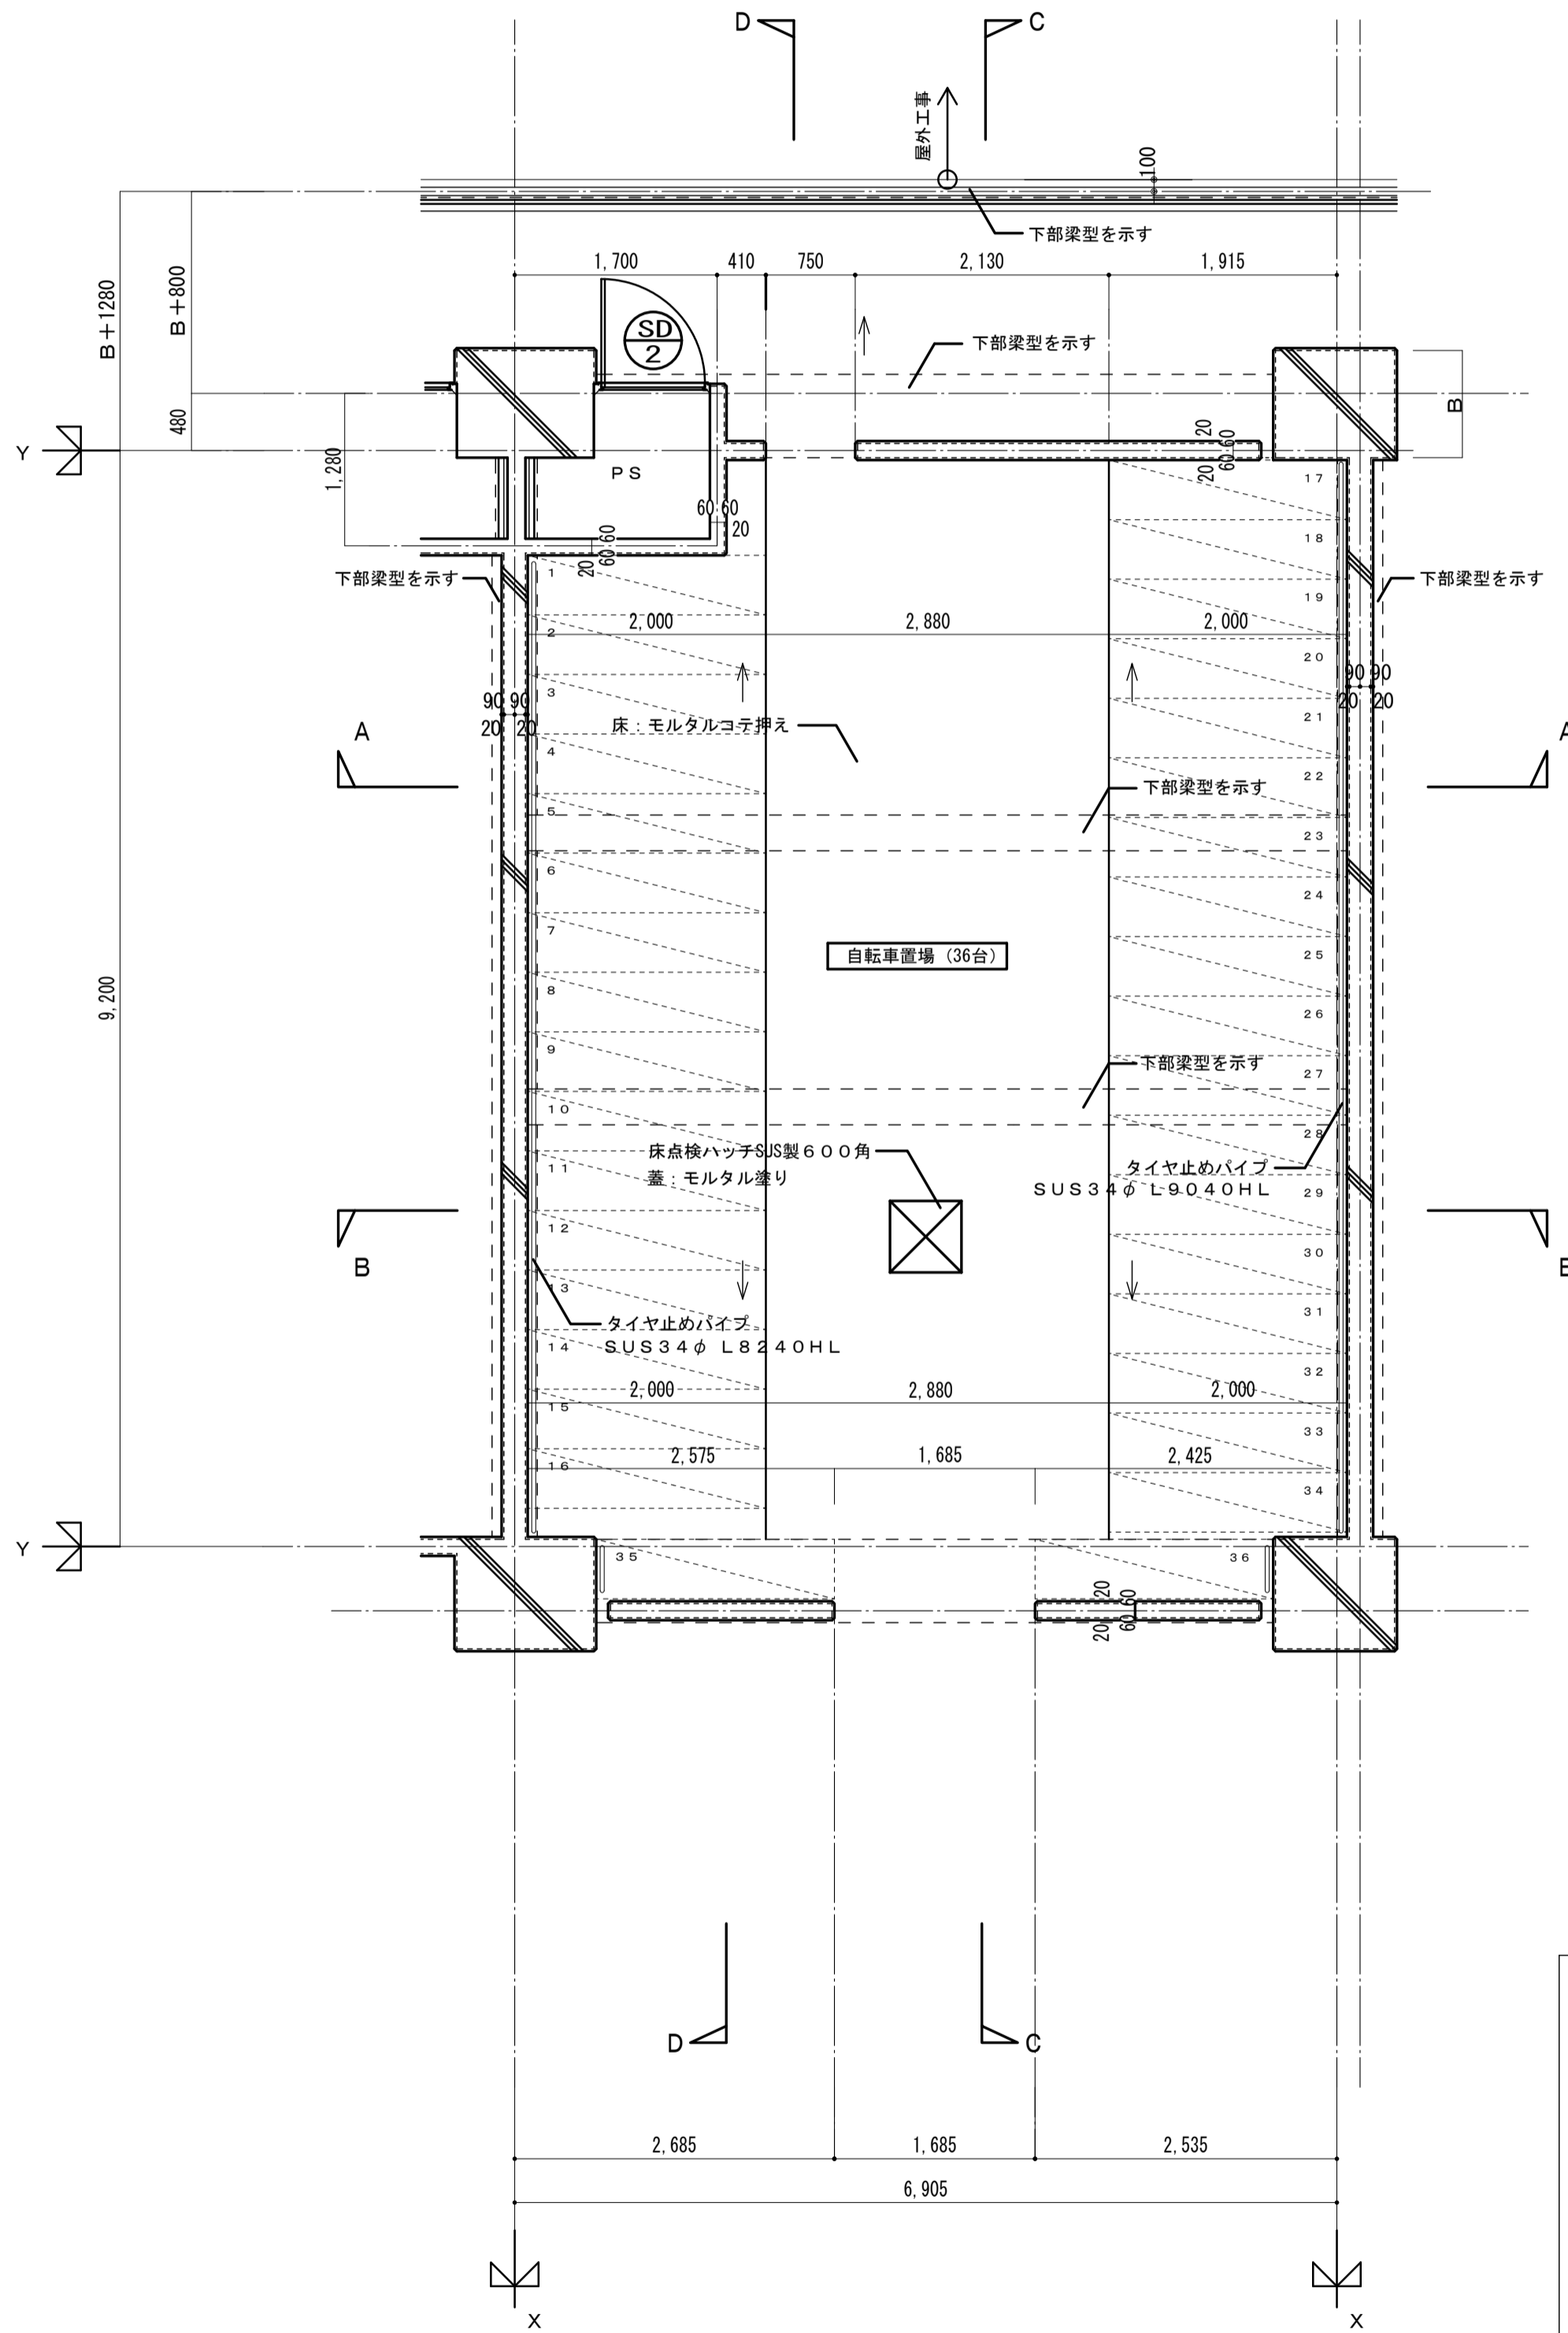 D
C
屋外工事
100
下部梁型を示す
1,700
410
750
2,130
1,915
B+1280
B+800
SD
2
下部梁型を示す
B
480
Y
1,280
PS
20
60 60
20
17
60 60
20
60 60
20
18
下部梁型を示す
1
下部梁型を示す
19
2,000
2,880
2,000
2
20
3
90 90
20 20
90 90
20 20
21
床：モルタルコテ押え
A
A
4
22
下部梁型を示す
5
23
6
24
7
自転車置場（36台）
25
9,200
8
26
9
下部梁型を示す
27
10
28
床点検ハッチSUS製６００角
蓋：モルタル塗り
11
タイヤ止めパイプ
SUS34φ L9040HL
29
12
30
B
13
31
タイヤ止めパイプ
SUS34φ L8240HL
14
32
2,000
2,880
2,000
15
33
2,575
1,685
2,425
16
34
Y
35
36
20
60 60
20
D
C
2,685
1,685
2,535
6,905
X
X